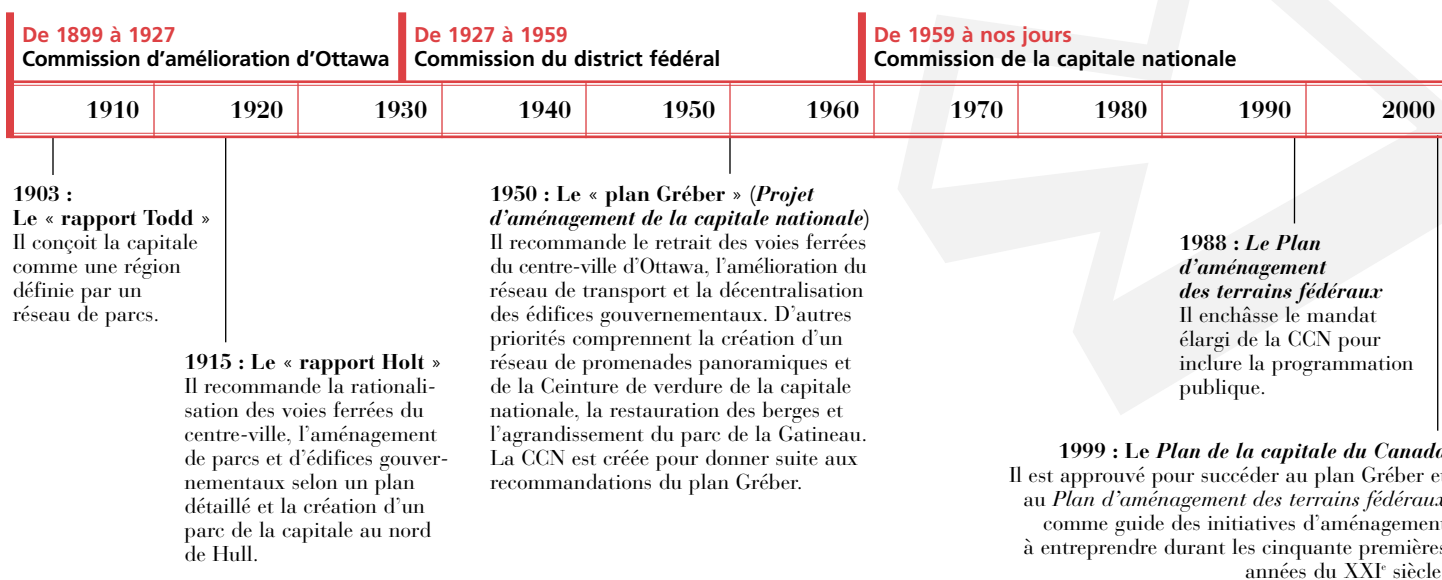 De 1899 à 1927
Commission d'amélioration d'Ottawa
De 1927 à 1959
Commission du district fédéral
De 1959 à nos jours
Commission de la capitale nationale
1910 1920 1930 1940 1950 1960 1970 1980 1990 2000
1903 :
Le « rapport Todd »
Il conçoit la capitale
comme une région
définie par un
réseau de parcs.
1915 : Le « rapport Holt »
Il recommande la rationali-
sation des voies ferrées du
centre-ville, l'aménagement
de parcs et d'édifices gouver-
nementaux selon un plan
détaillé et la création d'un
parc de la capitale au nord
de Hull.
1950 : Le « plan Gréber » (Projet
d'aménagement de la capitale nationale)
Il recommande le retrait des voies ferrées
du centre-ville d'Ottawa, l'amélioration du
réseau de transport et la décentralisation
des édifices gouvernementaux. D'autres
priorités comprennent la création d'un
réseau de promenades panoramiques et
de la Ceinture de verdure de la capitale
nationale, la restauration des berges et
l'agrandissement du parc de la Gatineau.
La CCN est créée pour donner suite aux
recommandations du plan Gréber.
1988 : Le Plan
d'aménagement
des terrains fédéraux
Il enchâsse le mandat
élargi de la CCN pour
inclure la programmation
publique.
1999 : Le Plan de la capitale du Canada
Il est approuvé pour succéder au plan Gréber et
au Plan d'aménagement des terrains fédéraux
comme guide des initiatives d'aménagement
à entreprendre durant les cinquante premières
années du XXIe siècle